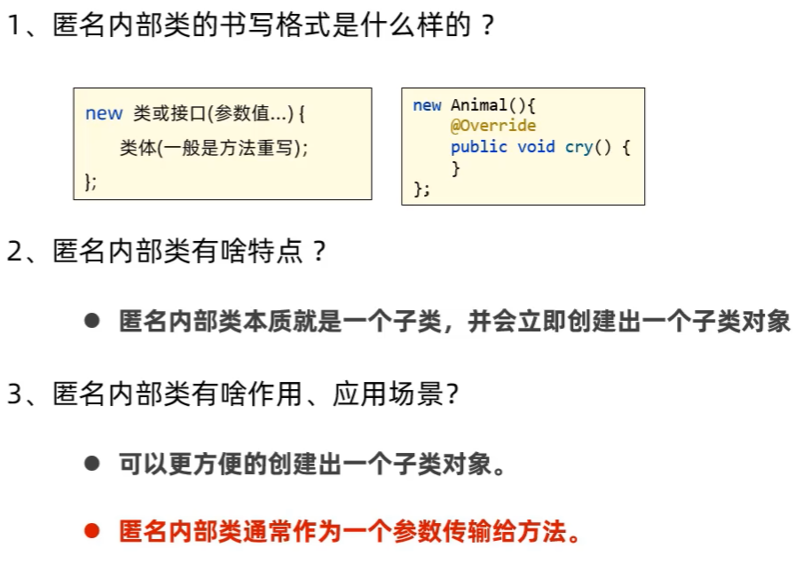 1、匿名内部类的书写格式是什么样的 ?
new 类或接口(参数值…) {
类体(一般是方法重写);
};
new Animal(){
@Override
public void cry() {
}
};
2、匿名内部类有啥特点 ?
● 匿名内部类本质就是一个子类，并会立即创建出一个子类对象
3、匿名内部类有啥作用、应用场景?
● 可以更方便的创建出一个子类对象。
● 匿名内部类通常作为一个参数传输给方法。